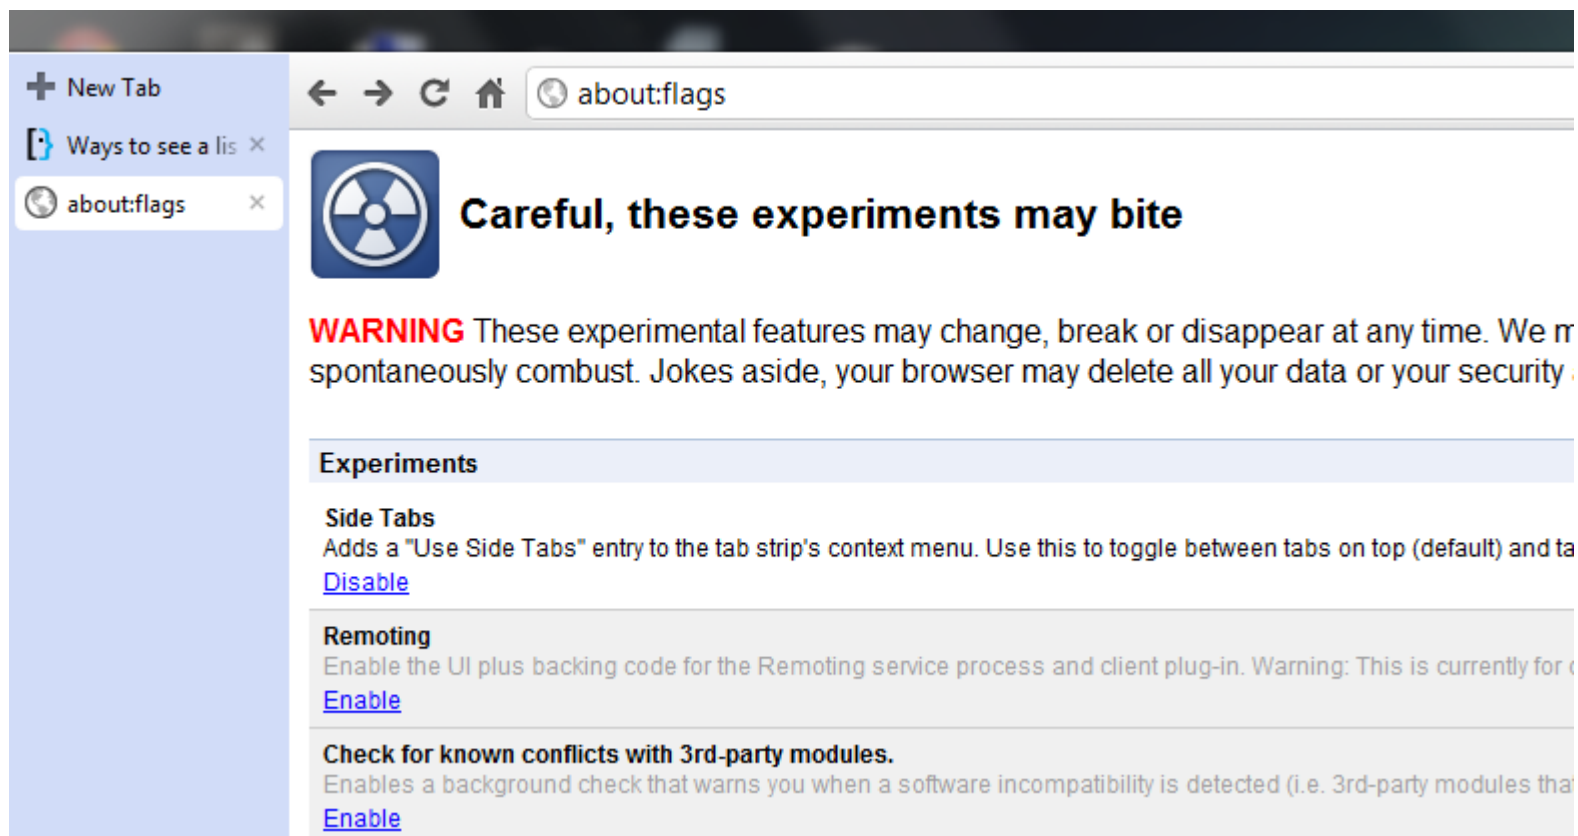 New Tab
Ways to see a lis
about:flags
about:flags
Careful, these experiments may bite
WARNING These experimental features may change, break or disappear at any time. We m
spontaneously combust. Jokes aside, your browser may delete all your data or your security
Experiments
Side Tabs
Adds a "Use Side Tabs" entry to the tab strip's context menu. Use this to toggle between tabs on top (default) and ta
Disable
Remoting
Enable the UI plus backing code for the Remoting service process and client plug-in. Warning: This is currently for
Enable
Check for known conflicts with 3rd-party modules.
Enables a background check that warns you when a software incompatibility is detected (i.e. 3rd-party modules that
Enable